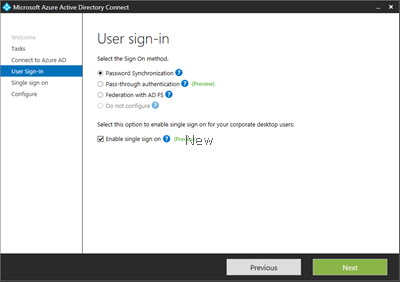 Microsoft Azure Active Directory Connect
Welcome
Tasks
Connect to Azure AD
User Sign-In
Single sign on
Configure
User sign-in
Select the Sign On method.
Password Synchronization ?
Pass-through authentication ? (Preview)
Federation with AD FS ?
Do not configure ?
Select this option to enable single sign on for your corporate desktop users:
Enable single sign on ?
New
Previous
Next